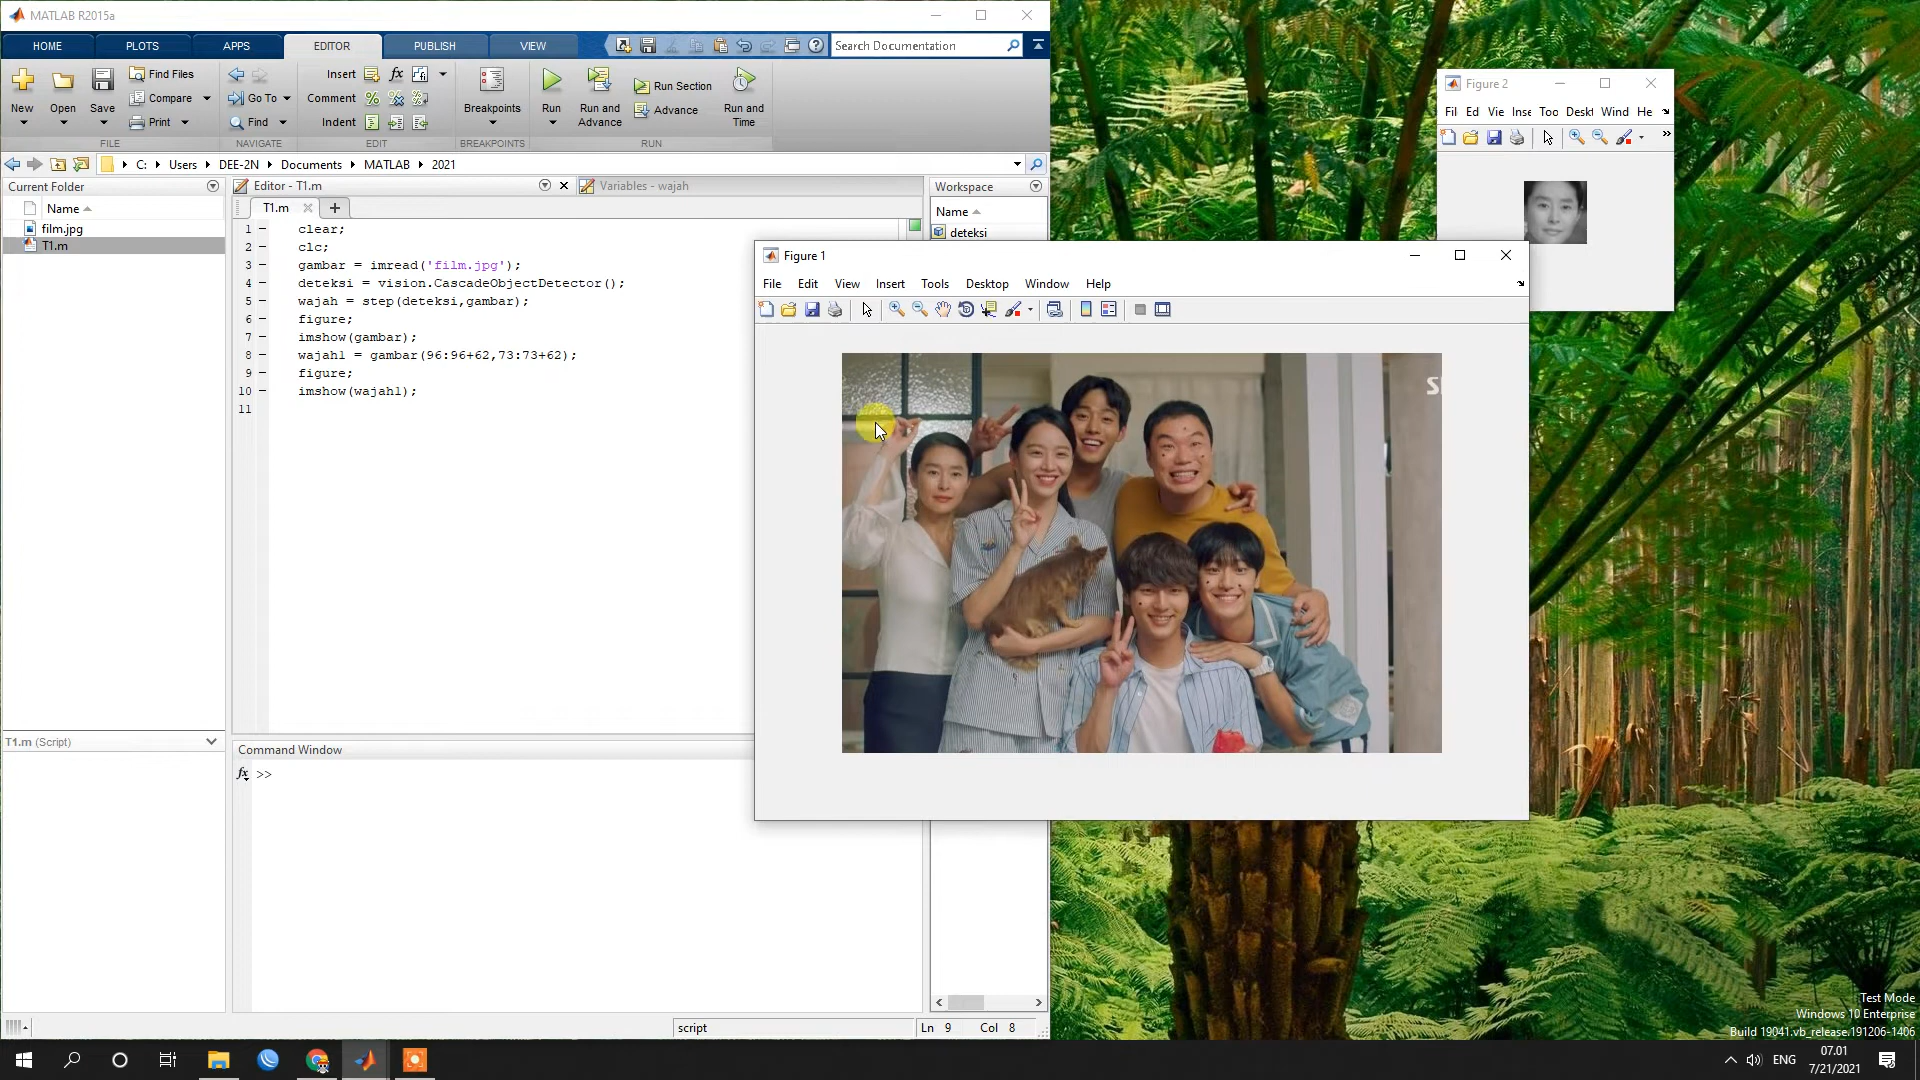 MATLAB R2015a
HOME PLOTS APPS EDITOR PUBLISH VIEW Search Documentation
New Open Save Find Files Compare Print
FILE
Go To Find
NAVIGATE
Insert fx
Comment
Indent
EDIT
Breakpoints
BREAKPOINTS
Run Run and Advance Run Section Advance Run and Time
RUN
C: Users DEE-2N Documents MATLAB 2021
Current Folder
Name
film.jpg
T1.m
T1.m (Script)
Editor - T1.m
Variables - wajah
T1.m
1 clear;
2 clc;
3 gambar = imread('film.jpg');
4 deteksi = vision.CascadeObjectDetector();
5 wajah = step(deteksi,gambar);
6 figure;
7 imshow(gambar);
8 wajah1 = gambar(96:96+62,73:73+62);
9 figure;
10 imshow(wajah1);
11
Command Window
fx >>
Workspace
Name
deteksi
Figure 1
File Edit View Insert Tools Desktop Window Help
Figure 2
Fil Ed Vie Inse Too Deskt Wind He
script Ln 9 Col 8
Test Mode
Windows 10 Enterprise
Build 19041.vb_release.191206-1406
ENG
07.01
7/21/2021